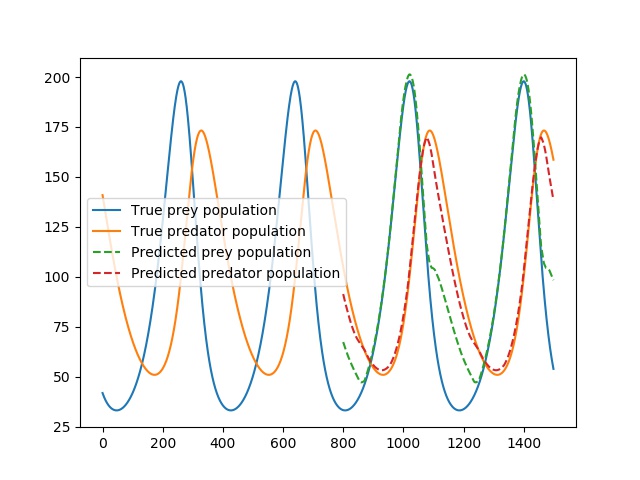 200
175
150
125
100
75
50
25
True prey population
True predator population
Predicted prey population
Predicted predator population
0 200 400 600 800 1000 1200 1400